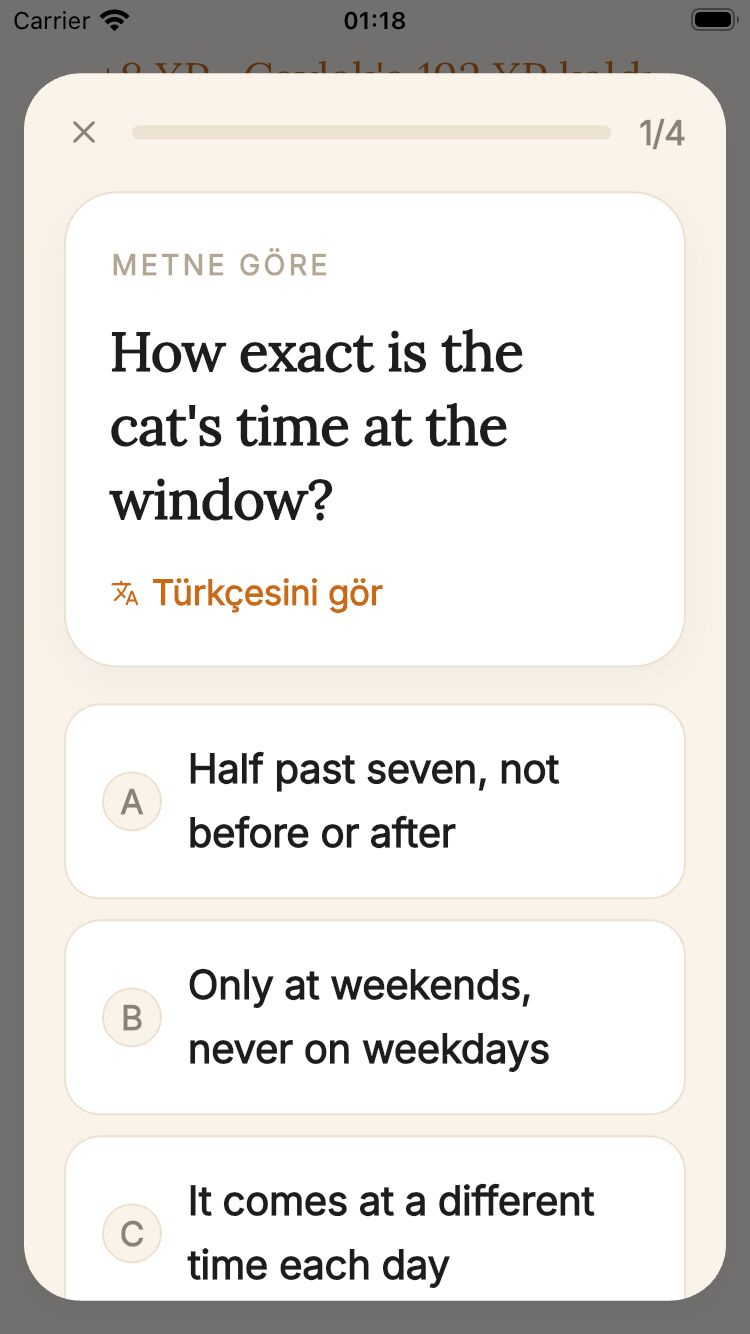 Carrier
01:18
1/4
METNE GÖRE
How exact is the
cat's time at the
window?
Türkçesini gör
A
Half past seven, not
before or after
B
Only at weekends,
never on weekdays
C
It comes at a different
time each day